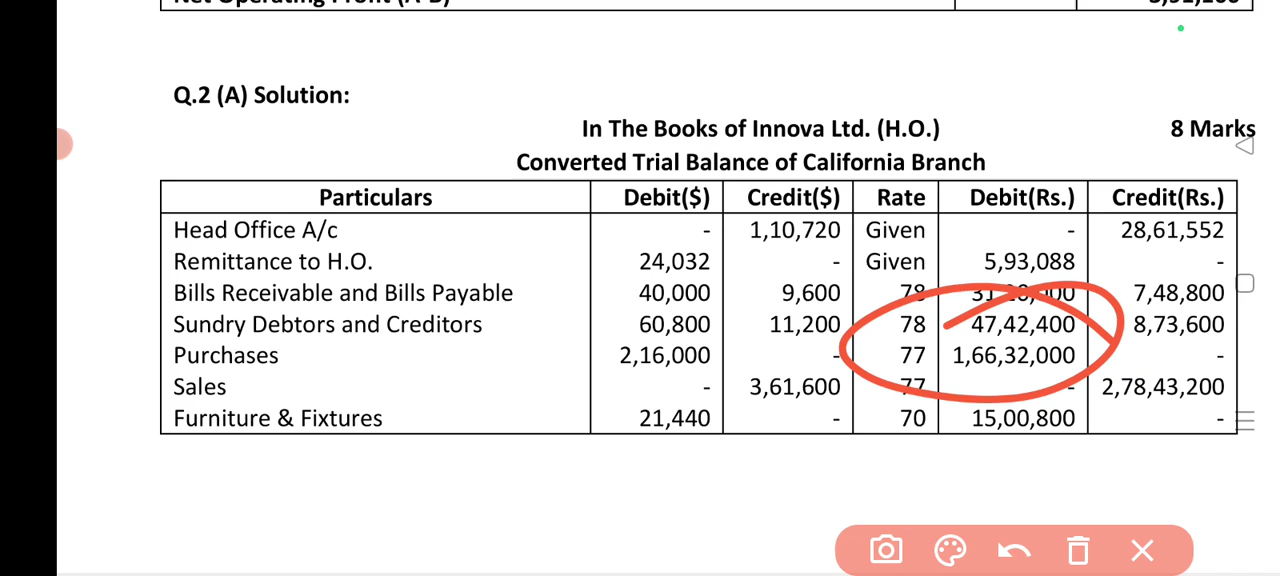 Q.2 (A) Solution:
In The Books of Innova Ltd. (H.O.) 8 Marks
Converted Trial Balance of California Branch
Particulars Debit($) Credit($) Rate Debit(Rs.) Credit(Rs.)
Head Office A/c - 1,10,720 Given - 28,61,552
Remittance to H.O. 24,032 - Given 5,93,088 -
Bills Receivable and Bills Payable 40,000 9,600 78 7,48,800
Sundry Debtors and Creditors 60,800 11,200 78 47,42,400 8,73,600
Purchases 2,16,000 - 77 1,66,32,000 -
Sales - 3,61,600 77 - 2,78,43,200
Furniture & Fixtures 21,440 - 70 15,00,800 -